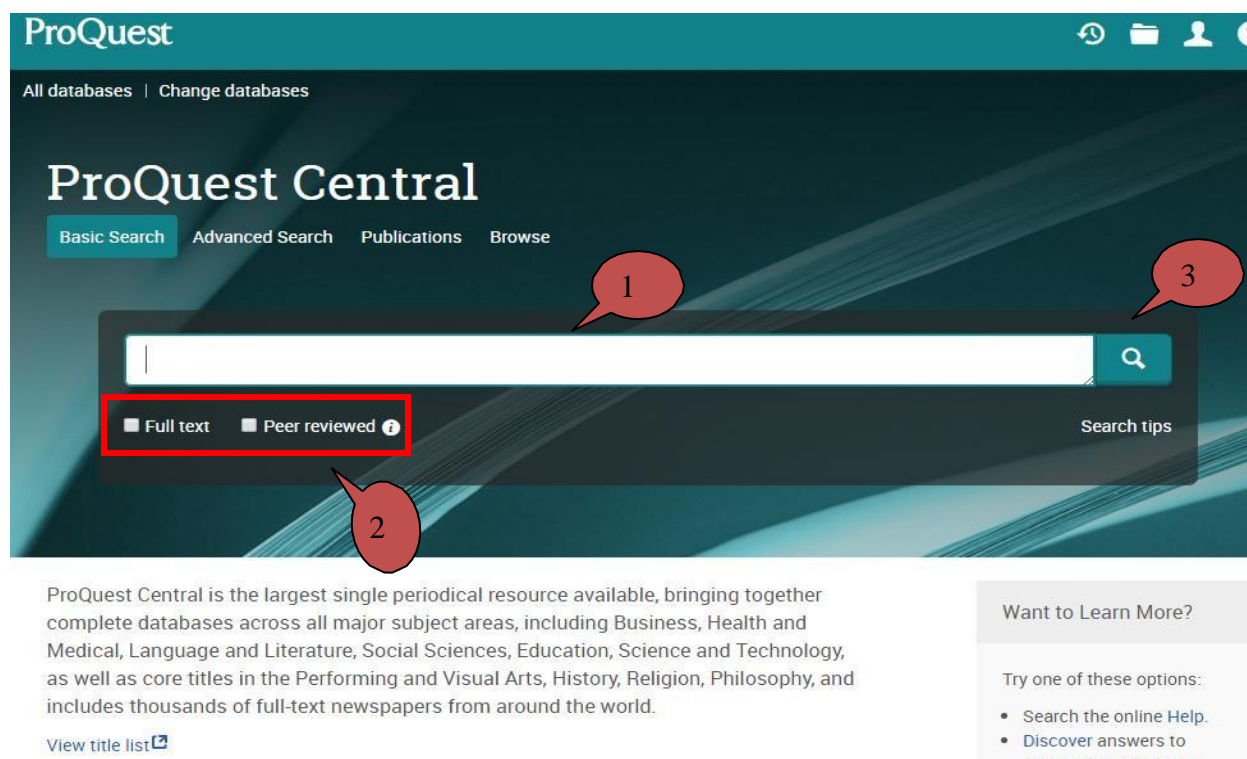 ProQuest
All databases | Change databases
ProQuest Central
Basic Search Advanced Search Publications Browse
1
3
Full text Peer reviewed i
Search tips
2
ProQuest Central is the largest single periodical resource available, bringing together
complete databases across all major subject areas, including Business, Health and
Medical, Language and Literature, Social Sciences, Education, Science and Technology,
as well as core titles in the Performing and Visual Arts, History, Religion, Philosophy, and
includes thousands of full-text newspapers from around the world.
View title list
Want to Learn More?
Try one of these options:
• Search the online Help.
• Discover answers to